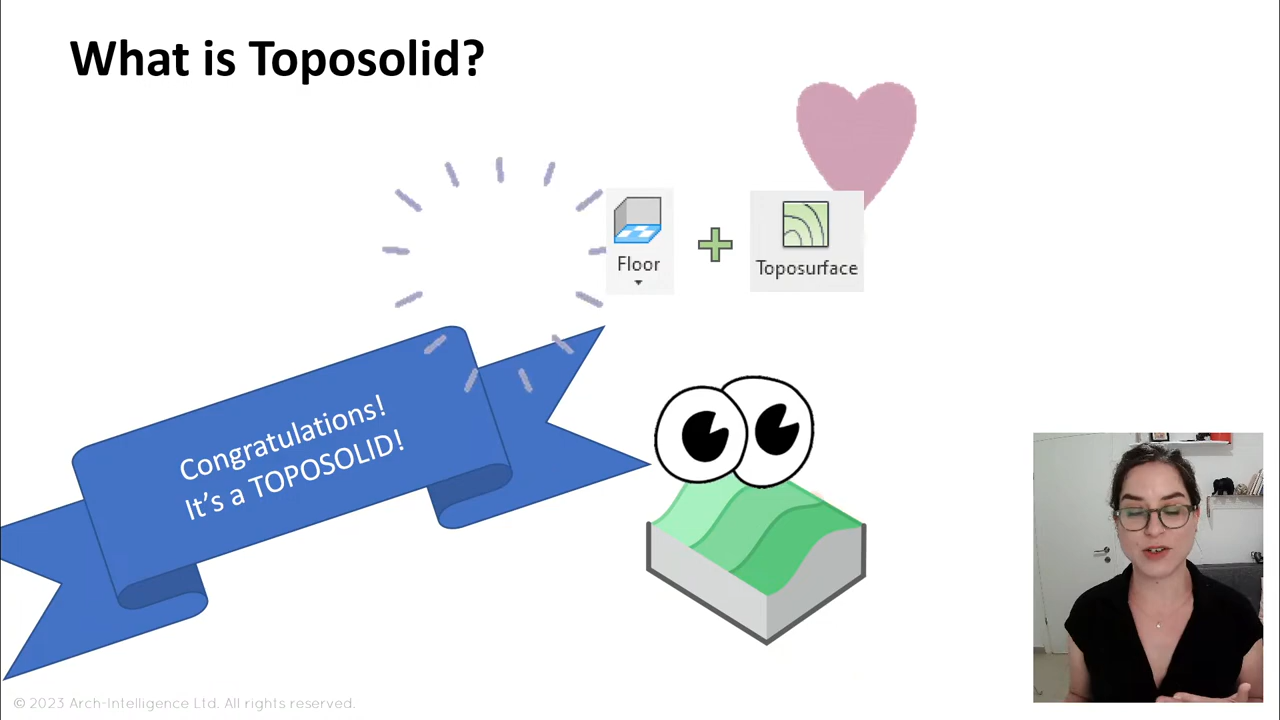 What is Toposolid?
Floor
Toposurface
Congratulations!
It's a TOPOSOLID!
© 2023 Arch-Intelligence Ltd. All rights reserved.